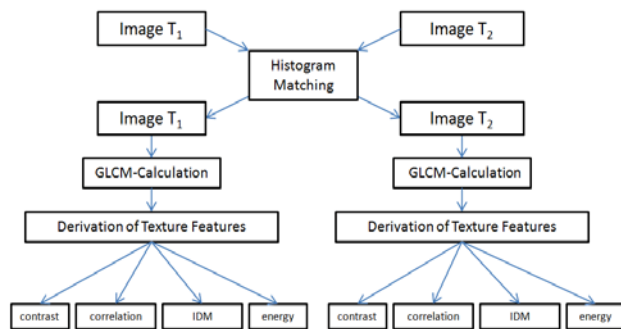 Image T1
Image T2
Histogram
Matching
Image T1
Image T2
GLCM-Calculation
GLCM-Calculation
Derivation of Texture Features
Derivation of Texture Features
contrast
correlation
IDM
energy
contrast
correlation
IDM
energy